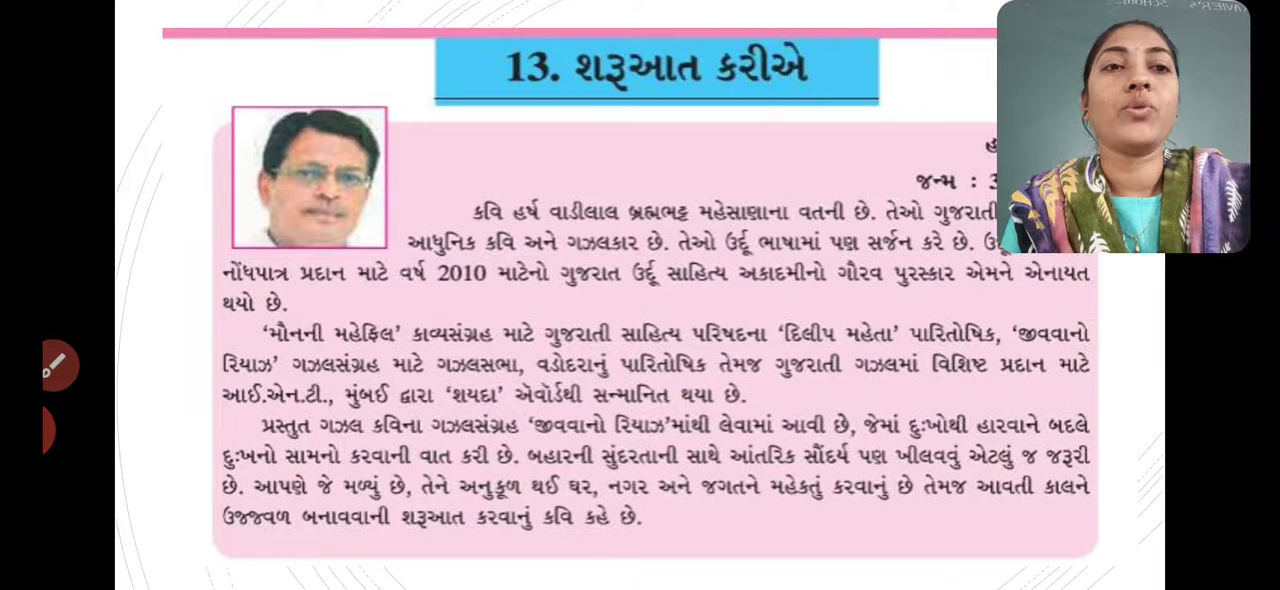 XAVIER'S
SCHOOL
13. શરૂઆત કરીએ
જન્મ :
કવિ હર્ષ વાડીલાલ બ્રહ્મભટ્ટ મહેસાણાના વતની છે. તેઓ ગુજરાતી
આધુનિક કવિ અને ગઝલકાર છે. તેઓ ઉર્દૂ ભાષામાં પણ સર્જન કરે છે.
નોંધપાત્ર પ્રદાન માટે વર્ષ 2010 માટેનો ગુજરાત ઉર્દૂ સાહિત્ય અકાદમીનો ગૌરવ પુરસ્કાર એમને એનાયત
થયો છે.
‘મૌનની મહેફિલ’ કાવ્યસંગ્રહ માટે ગુજરાતી સાહિત્ય પરિષદના ‘દિલીપ મહેતા’ પારિતોષિક, ‘જીવવાનો
રિયાઝ’ ગઝલસંગ્રહ માટે ગઝલસભા, વડોદરાનું પારિતોષિક તેમજ ગુજરાતી ગઝલમાં વિશિષ્ટ પ્રદાન માટે
આઈ.એન.ટી., મુંબઈ દ્વારા ‘શયદા’ ઍવૉર્ડથી સન્માનિત થયા છે.
પ્રસ્તુત ગઝલ કવિના ગઝલસંગ્રહ ‘જીવવાનો રિયાઝ’માંથી લેવામાં આવી છે, જેમાં દુઃખોથી હારવાને બદલે
દુઃખનો સામનો કરવાની વાત કરી છે. બહારની સુંદરતાની સાથે આંતરિક સૌંદર્ય પણ ખીલવવું એટલું જ જરૂરી
છે. આપણે જે મળ્યું છે, તેને અનુકૂળ થઈ ઘર, નગર અને જગતને મહેકતું કરવાનું છે તેમજ આવતી કાલને
ઉજ્જ્વળ બનાવવાની શરૂઆત કરવાનું કવિ કહે છે.